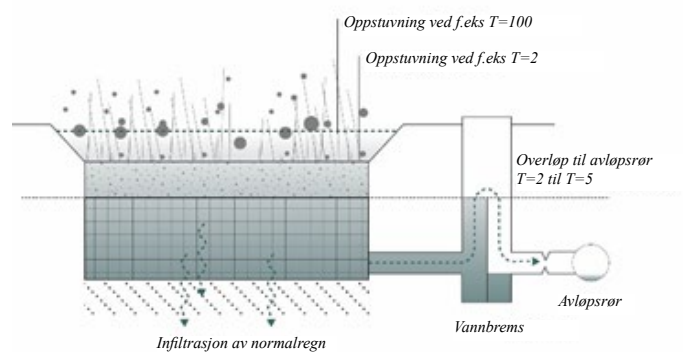 Oppstuvning ved f.eks T=100
Oppstuvning ved f.eks T=2
Overløp til avløpsrør
T=2 til T=5
Avløpsrør
Vannbrems
Infiltrasjon av normalregn